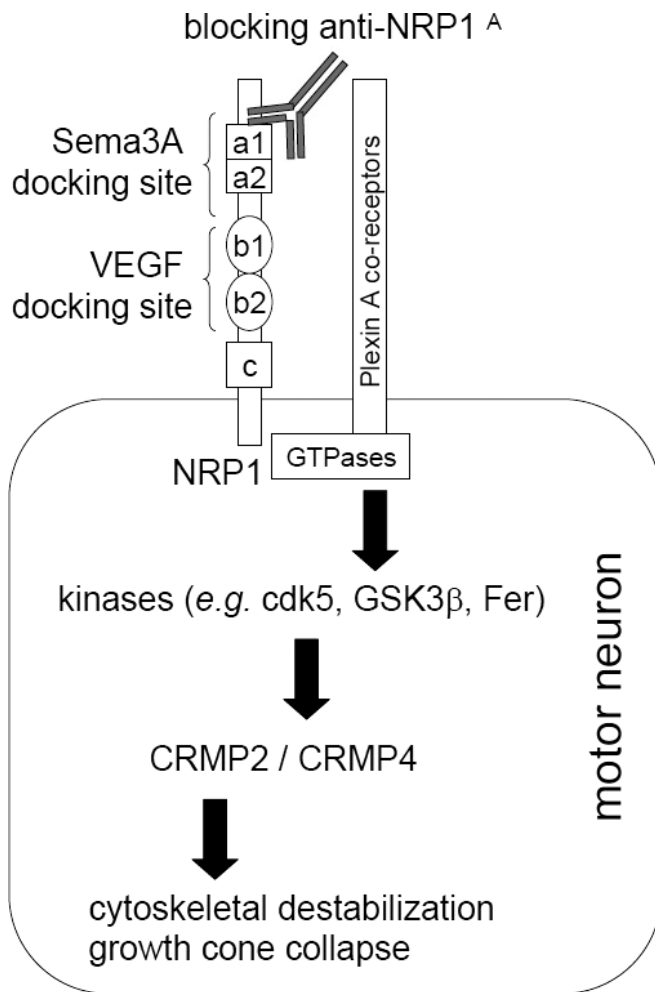 blocking anti-NRP1 A
Sema3A
docking site
a1
a2
VEGF
docking site
b1
b2
c
Plexin A co-receptors
NRP1
GTPases
kinases (e.g. cdk5, GSK3β, Fer)
CRMP2 / CRMP4
cytoskeletal destabilization
growth cone collapse
motor neuron